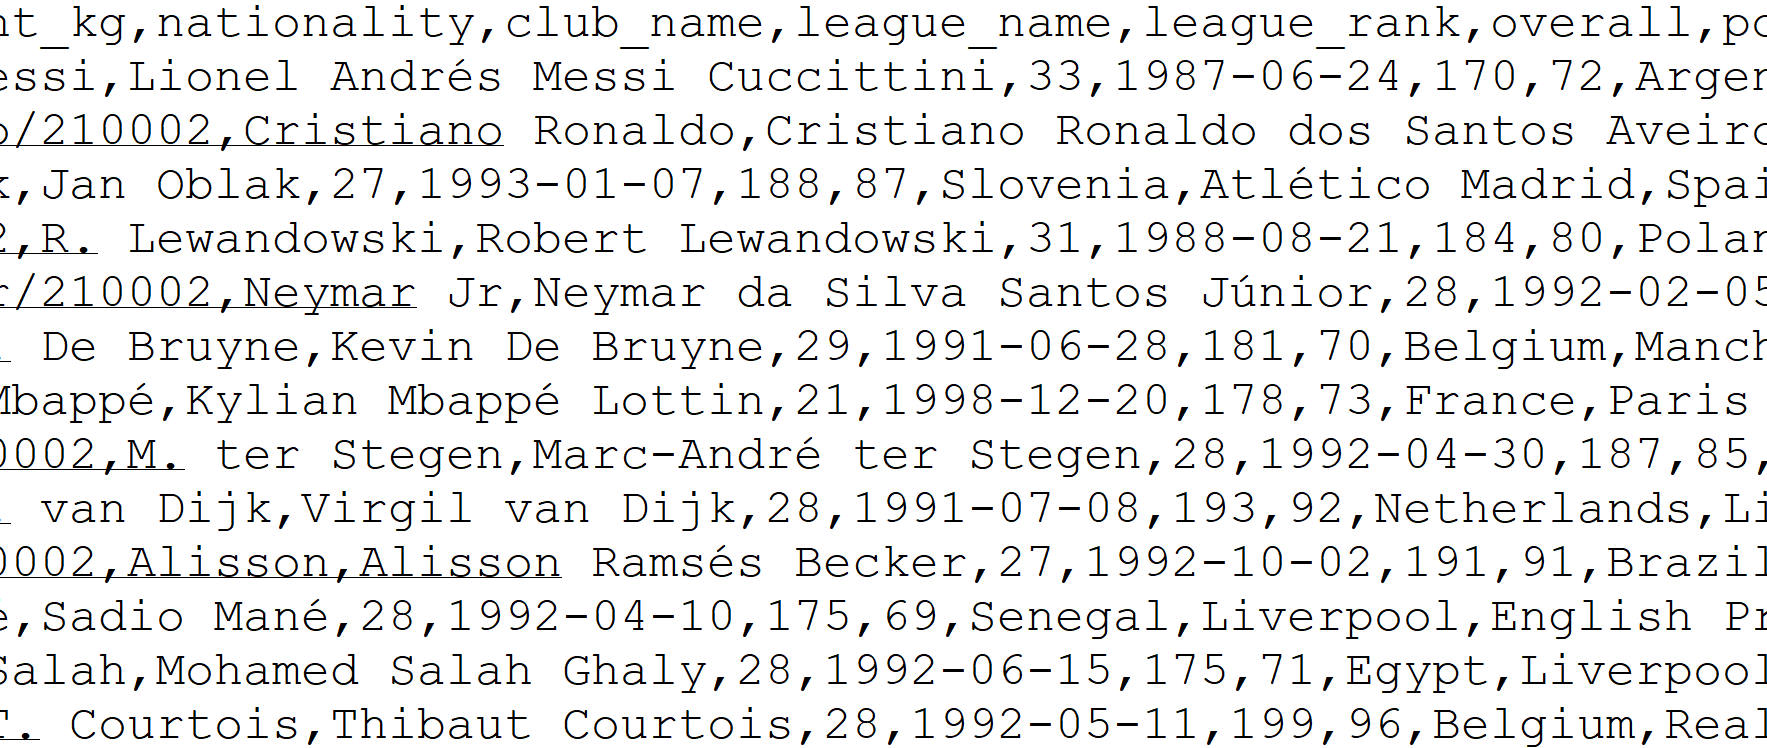 ht_kg,nationality,club_name,league_name,league_rank,overall,po
essi,Lionel Andrés Messi Cuccittini,33,1987-06-24,170,72,Argen
o/210002,Cristiano Ronaldo,Cristiano Ronaldo dos Santos Aveiro
k,Jan Oblak,27,1993-01-07,188,87,Slovenia,Atlético Madrid,Spai
2,R. Lewandowski,Robert Lewandowski,31,1988-08-21,184,80,Polan
r/210002,Neymar Jr,Neymar da Silva Santos Júnior,28,1992-02-05
. De Bruyne,Kevin De Bruyne,29,1991-06-28,181,70,Belgium,Manch
Mbappé,Kylian Mbappé Lottin,21,1998-12-20,178,73,France,Paris
0002,M. ter Stegen,Marc-André ter Stegen,28,1992-04-30,187,85,
. van Dijk,Virgil van Dijk,28,1991-07-08,193,92,Netherlands,Li
0002,Alisson,Alisson Ramsés Becker,27,1992-10-02,191,91,Brazil
é,Sadio Mané,28,1992-04-10,175,69,Senegal,Liverpool,English Pr
Salah,Mohamed Salah Ghaly,28,1992-06-15,175,71,Egypt,Liverpool
T. Courtois,Thibaut Courtois,28,1992-05-11,199,96,Belgium,Real